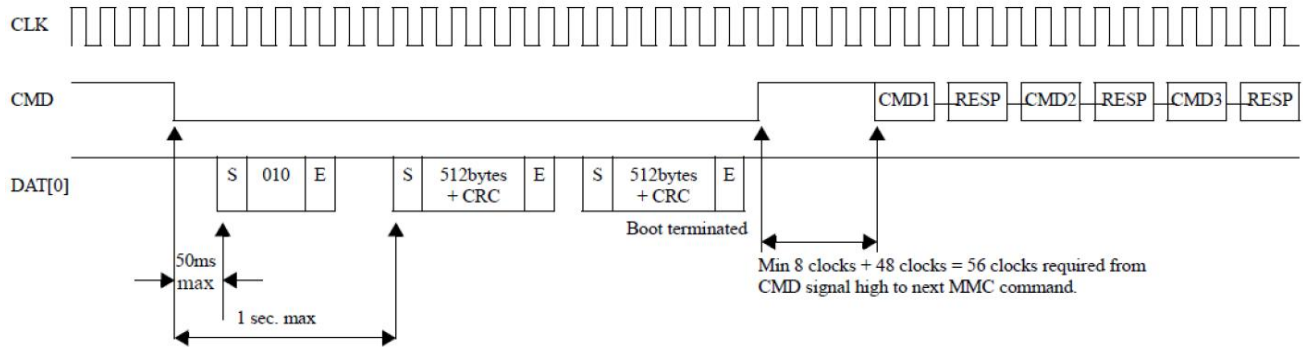 CLK
CMD
CMD1 RESP CMD2 RESP CMD3 RESP
DAT[0]
S 010 E S 512bytes E S 512bytes E
+ CRC + CRC
Boot terminated
50ms
max
Min 8 clocks + 48 clocks = 56 clocks required from
CMD signal high to next MMC command.
1 sec. max